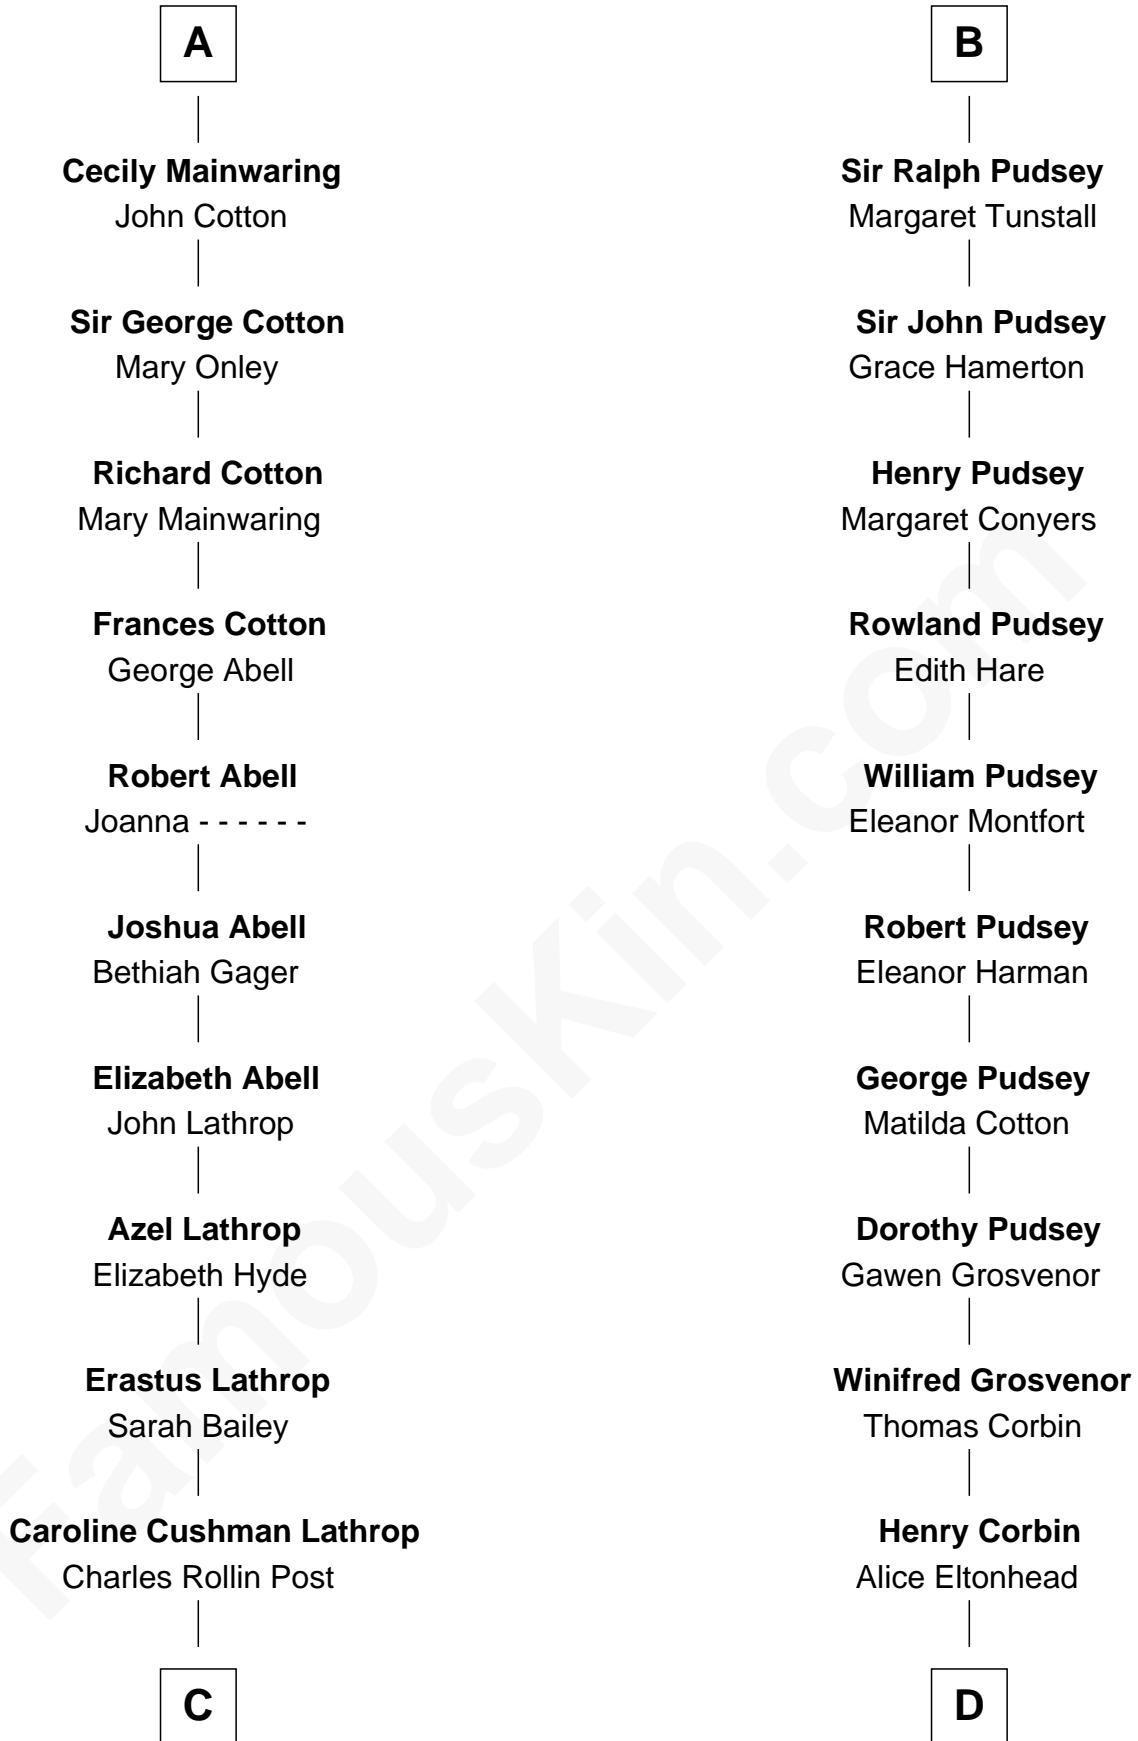 A
Cecily Mainwaring
John Cotton
Sir George Cotton
Mary Onley
Richard Cotton
Mary Mainwaring
Frances Cotton
George Abell
Robert Abell
Joanna - - - - - -
Joshua Abell
Bethiah Gager
Elizabeth Abell
John Lathrop
Azel Lathrop
Elizabeth Hyde
Erastus Lathrop
Sarah Bailey
Caroline Cushman Lathrop
Charles Rollin Post
C
B
Sir Ralph Pudsey
Margaret Tunstall
Sir John Pudsey
Grace Hamerton
Henry Pudsey
Margaret Conyers
Rowland Pudsey
Edith Hare
William Pudsey
Eleanor Montfort
Robert Pudsey
Eleanor Harman
George Pudsey
Matilda Cotton
Dorothy Pudsey
Gawen Grosvenor
Winifred Grosvenor
Thomas Corbin
Henry Corbin
Alice Eltonhead
D
FamousKin.com